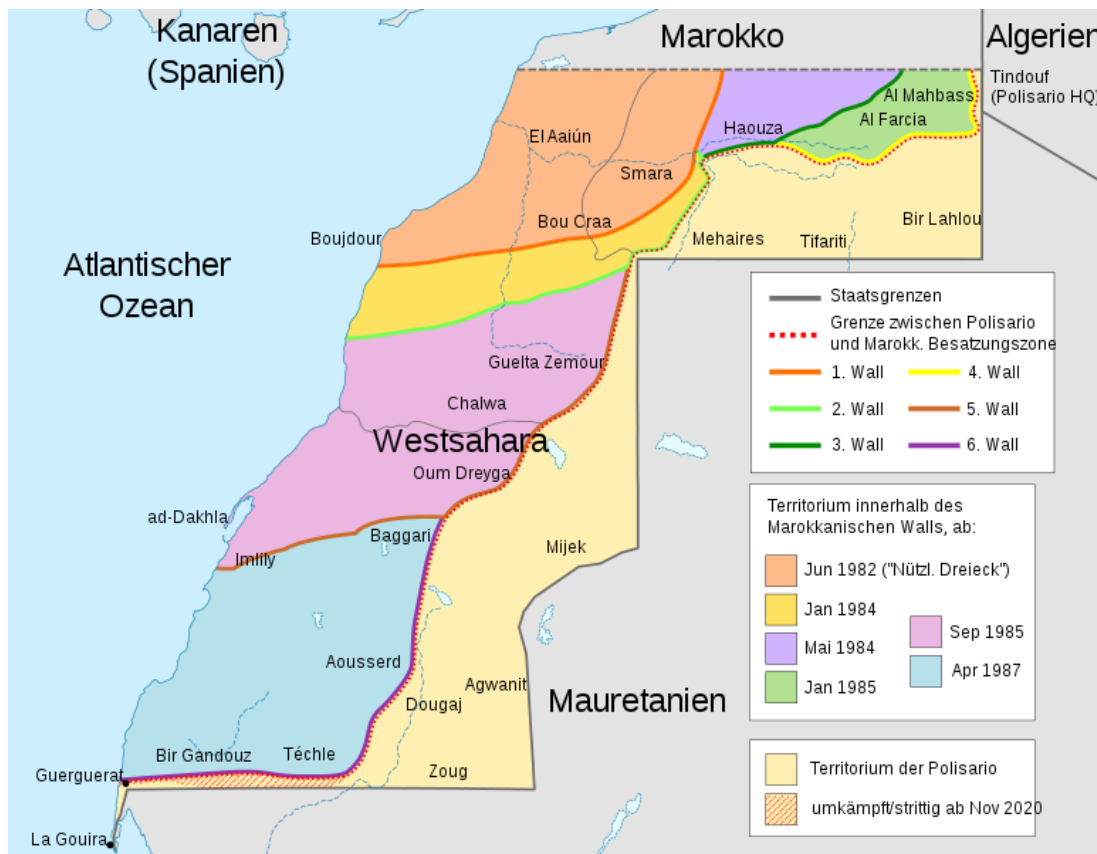 Kanaren
(Spanien)
Marokko
Algerien
Tindouf
(Polisario HQ)
Al Mahbass
Al Farcia
Haouza
El Aaiún
Smara
Bou Craa
Boujdour
Bir Lahlou
Mehaires
Tifariti
Atlantischer
Ozean
Guelta Zemour
Chalwa
Westsahara
Oum Dreyga
ad-Dakhla
Baggari
Imlily
Mijek
Aousserd
Agwanit
Dougaj
Mauretanien
Bir Gandouz
Téchle
Zoug
Guerguerat
La Gouira
Staatsgrenzen
Grenze zwischen Polisario
und Marokk. Besatzungszone
1. Wall
4. Wall
2. Wall
5. Wall
3. Wall
6. Wall
Territorium innerhalb des
Marokkanischen Walls, ab:
Jun 1982 ("Nützl. Dreieck")
Jan 1984
Mai 1984
Sep 1985
Jan 1985
Apr 1987
Territorium der Polisario
umkämpft/strittig ab Nov 2020